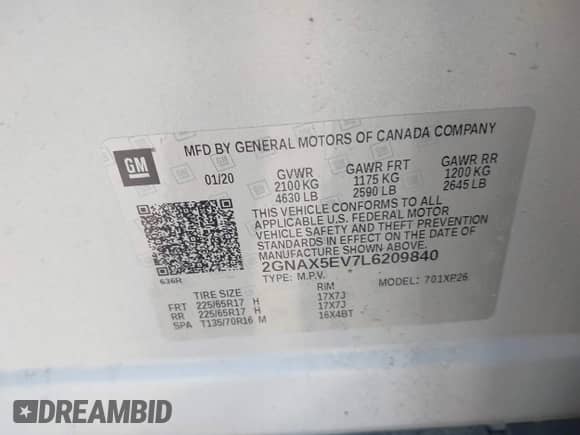 MFD BY GENERAL MOTORS OF CANADA COMPANY
GM
01/20
GVWR
2100 KG
4630 LB
GAWR FRT
1175 KG
2590 LB
GAWR RR
1200 KG
2645 LB
THIS VEHICLE CONFORMS TO ALL
APPLICABLE U.S. FEDERAL MOTOR
VEHICLE SAFETY AND THEFT PREVENTION
STANDARDS IN EFFECT ON THE DATE OF
MANUFACTURE SHOWN ABOVE.
2GNAX5EV7L6209840
TYPE: M.P.V.
MODEL: 701XP26
636R
TIRE SIZE
RIM
FRT 225/65R17 H 17X7J
RR 225/65R17 H 17X7J
SPA T135/70R16 M 16X4BT
DREAMBID